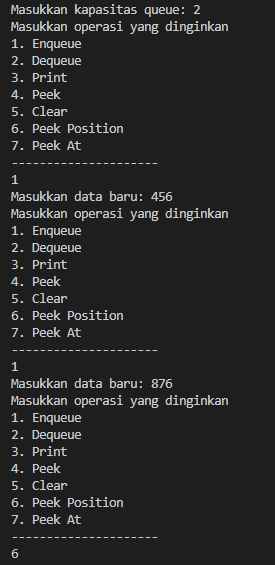 Masukkan kapasitas queue: 2
Masukkan operasi yang dinginkan
1. Enqueue
2. Dequeue
3. Print
4. Peek
5. Clear
6. Peek Position
7. Peek At
---------------------
1
Masukkan data baru: 456
Masukkan operasi yang dinginkan
1. Enqueue
2. Dequeue
3. Print
4. Peek
5. Clear
6. Peek Position
7. Peek At
---------------------
1
Masukkan data baru: 876
Masukkan operasi yang dinginkan
1. Enqueue
2. Dequeue
3. Print
4. Peek
5. Clear
6. Peek Position
7. Peek At
---------------------
6